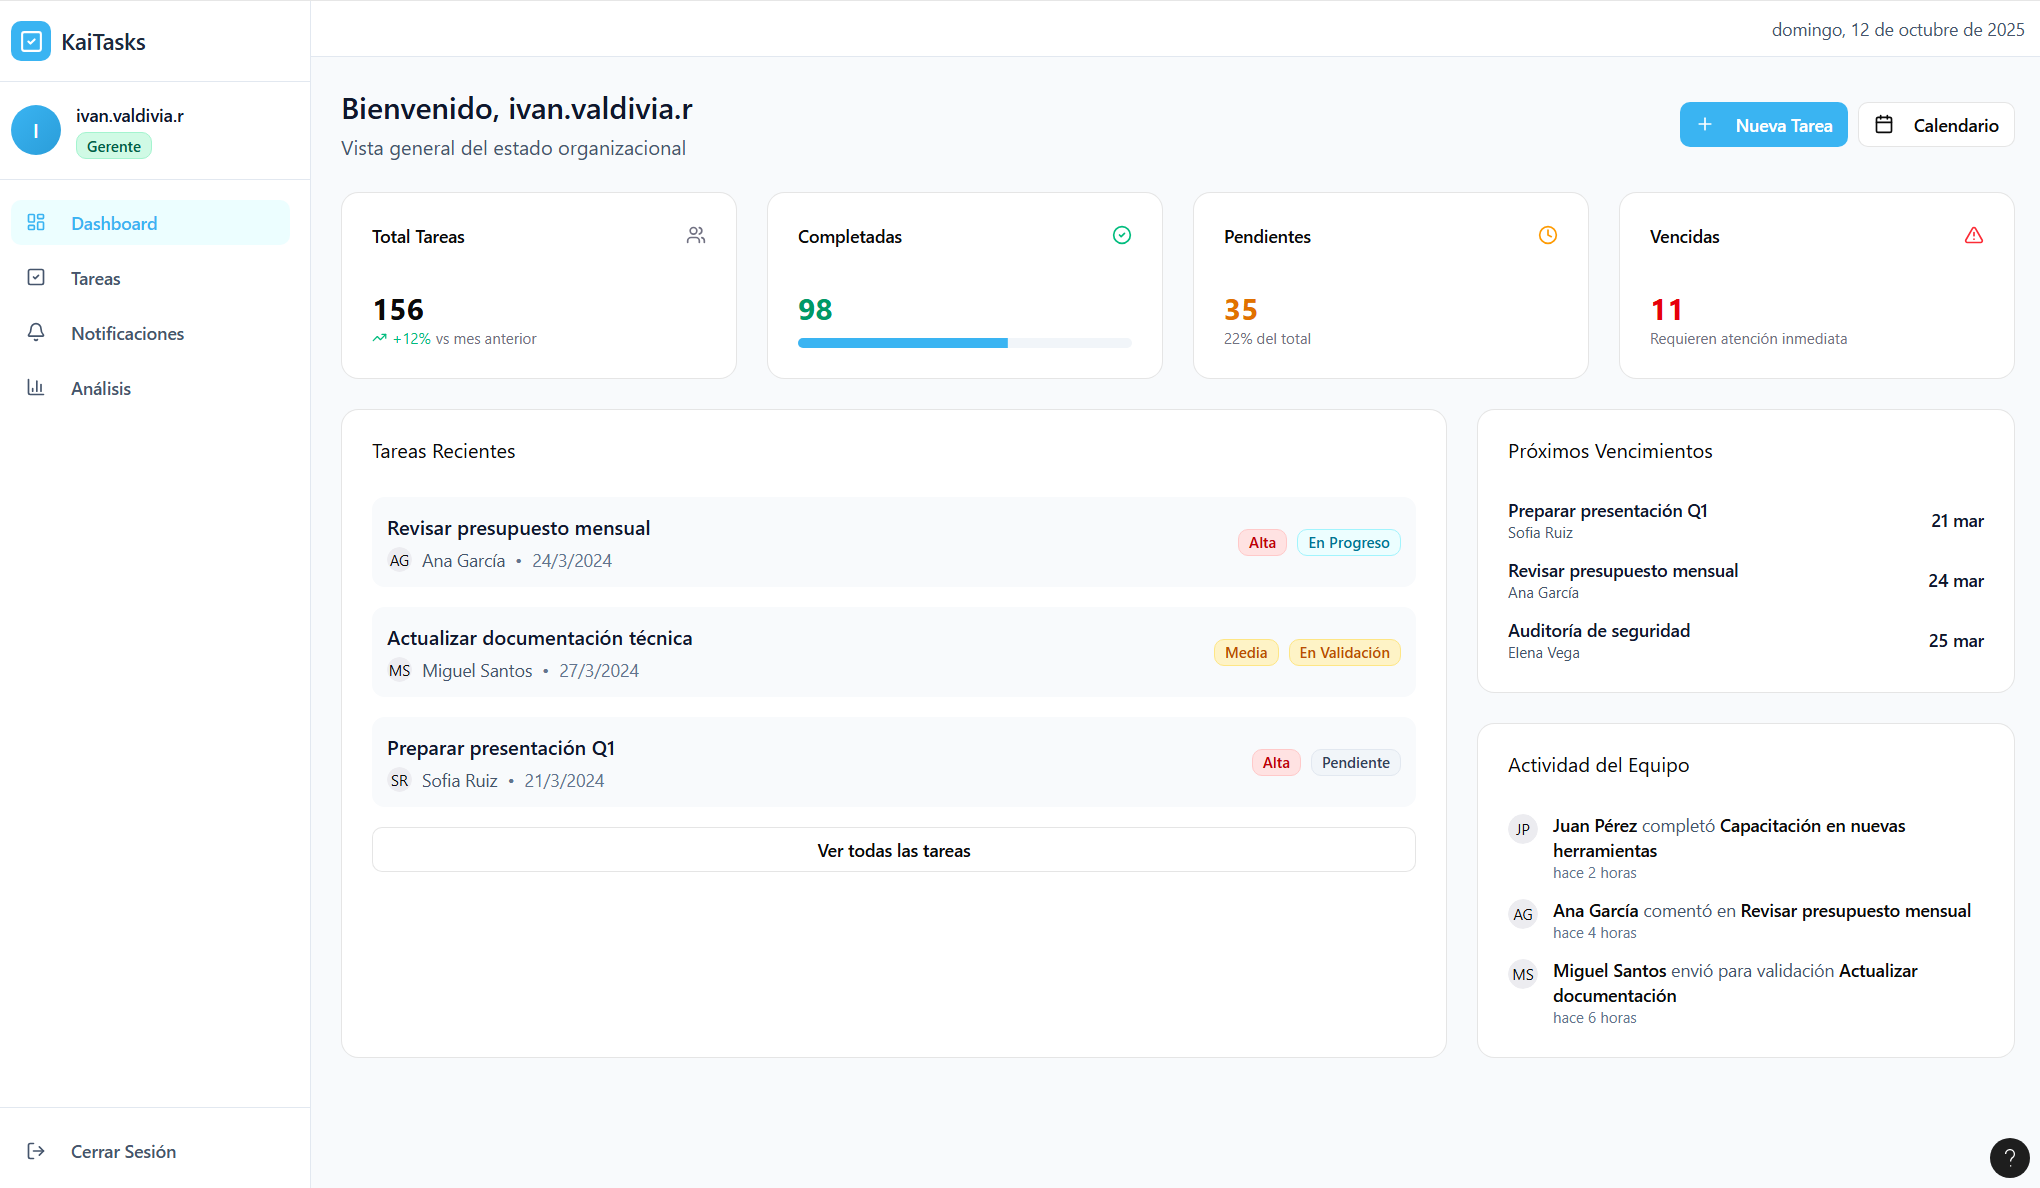 KaiTasks
I
ivan.valdivia.r
Gerente
Dashboard
Tareas
Notificaciones
Análisis
Cerrar Sesión
domingo, 12 de octubre de 2025
Bienvenido, ivan.valdivia.r
Vista general del estado organizacional
Nueva Tarea
Calendario
Total Tareas
156
+12% vs mes anterior
Completadas
98
Pendientes
35
22% del total
Vencidas
11
Requieren atención inmediata
Tareas Recientes
Revisar presupuesto mensual
AG Ana García • 24/3/2024
Alta
En Progreso
Actualizar documentación técnica
MS Miguel Santos • 27/3/2024
Media
En Validación
Preparar presentación Q1
SR Sofia Ruiz • 21/3/2024
Alta
Pendiente
Ver todas las tareas
Próximos Vencimientos
Preparar presentación Q1
Sofia Ruiz
21 mar
Revisar presupuesto mensual
Ana García
24 mar
Auditoría de seguridad
Elena Vega
25 mar
Actividad del Equipo
JP
Juan Pérez completó Capacitación en nuevas
herramientas
hace 2 horas
AG
Ana García comentó en Revisar presupuesto mensual
hace 4 horas
MS
Miguel Santos envió para validación Actualizar
documentación
hace 6 horas
?